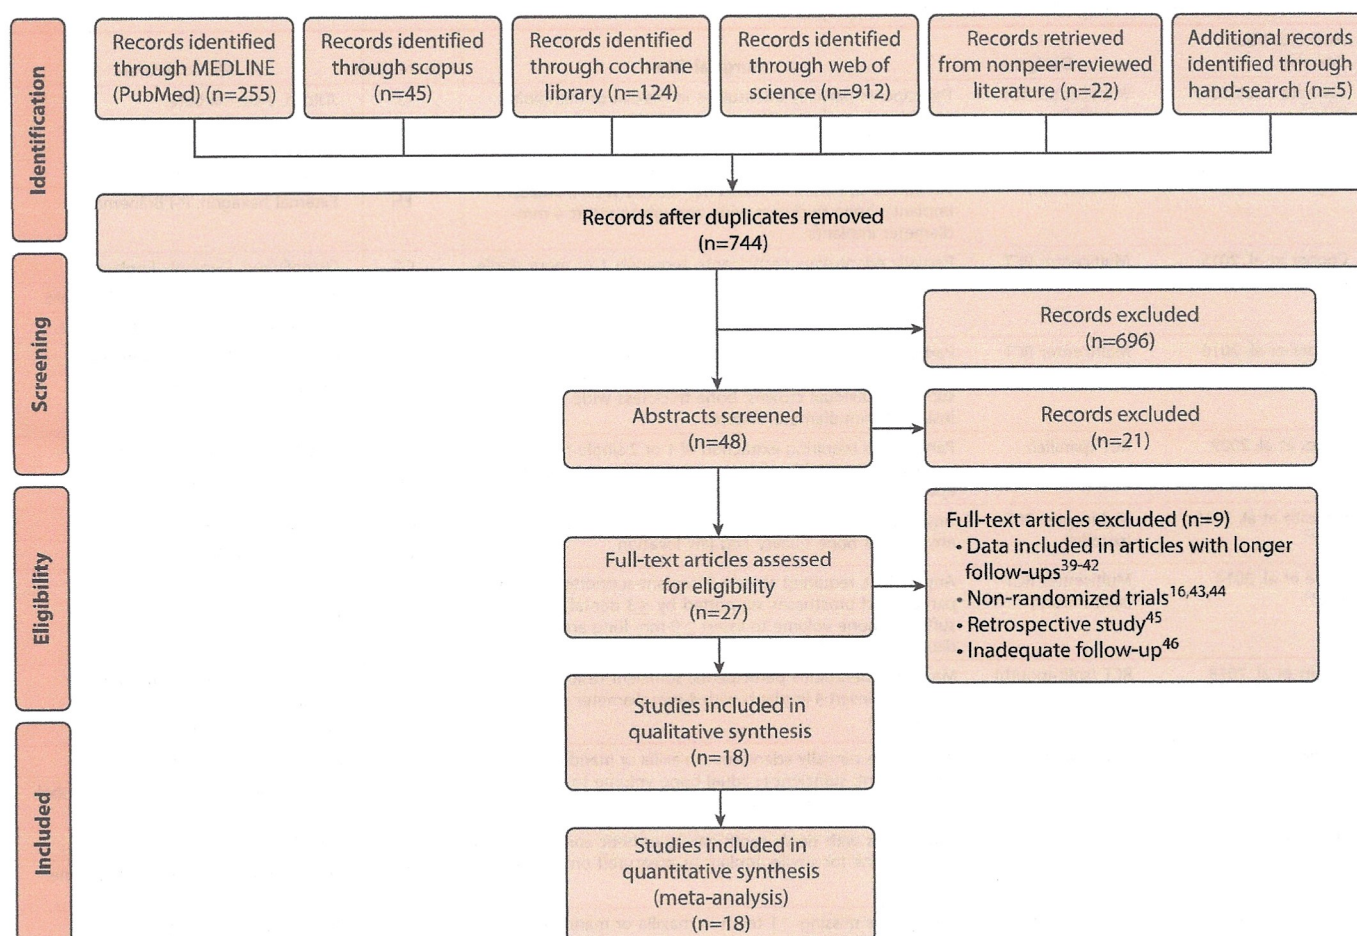 Identification
Records identified
through MEDLINE
(PubMed) (n=255)
Records identified
through scopus
(n=45)
Records identified
through cochrane
library (n=124)
Records identified
through web of
science (n=912)
Records retrieved
from nonpeer-reviewed
literature (n=22)
Additional records
identified through
hand-search (n=5)
Records after duplicates removed
(n=744)
Screening
Records excluded
(n=696)
Abstracts screened
(n=48)
Records excluded
(n=21)
Eligibility
Full-text articles assessed
for eligibility
(n=27)
Full-text articles excluded (n=9)
• Data included in articles with longer
follow-ups39-42
• Non-randomized trials16,43,44
• Retrospective study45
• Inadequate follow-up46
Studies included in
qualitative synthesis
(n=18)
Included
Studies included in
quantitative synthesis
(meta-analysis)
(n=18)